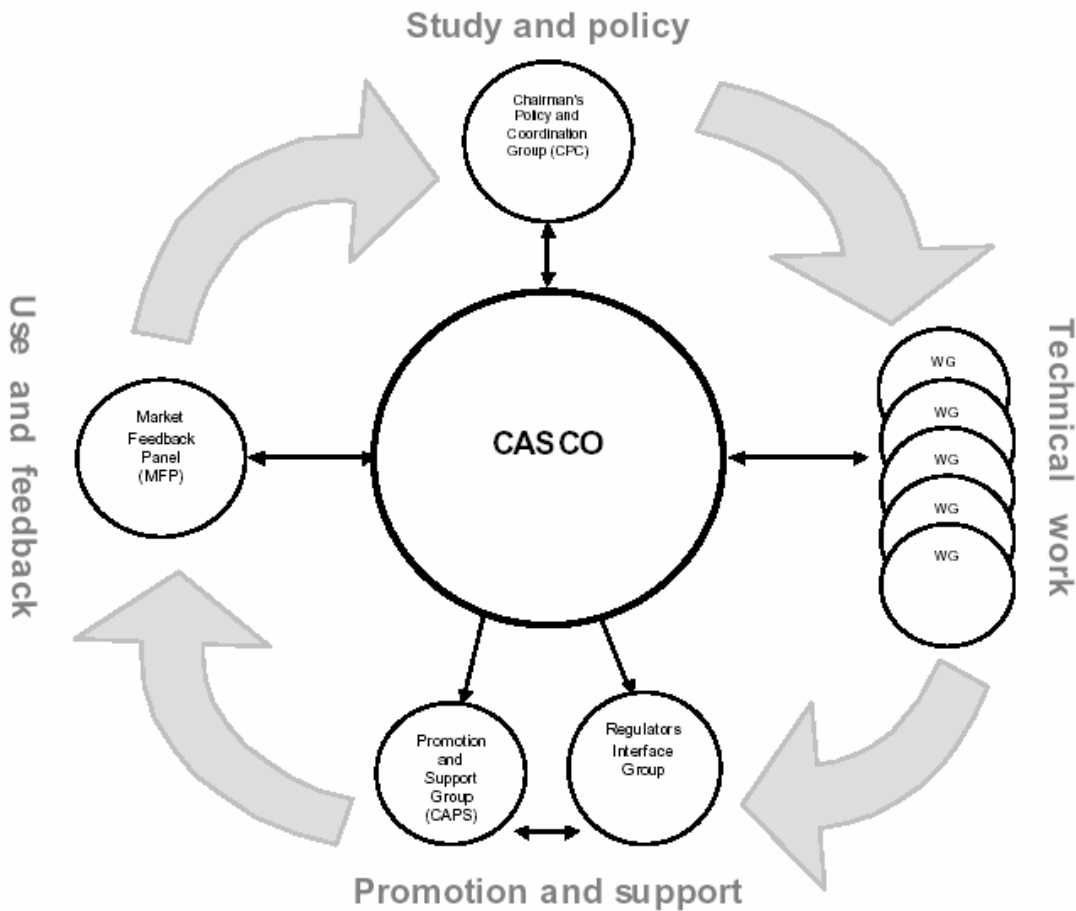 Study and policy
Chairman's
Policy and
Coordination
Group (CPC)
Use and feedback
Technical work
WG
WG
WG
WG
WG
CASCO
Market
Feedback
Panel
(MFP)
Promotion
and
Support
Group
(CAPS)
Regulators
Interface
Group
Promotion and support